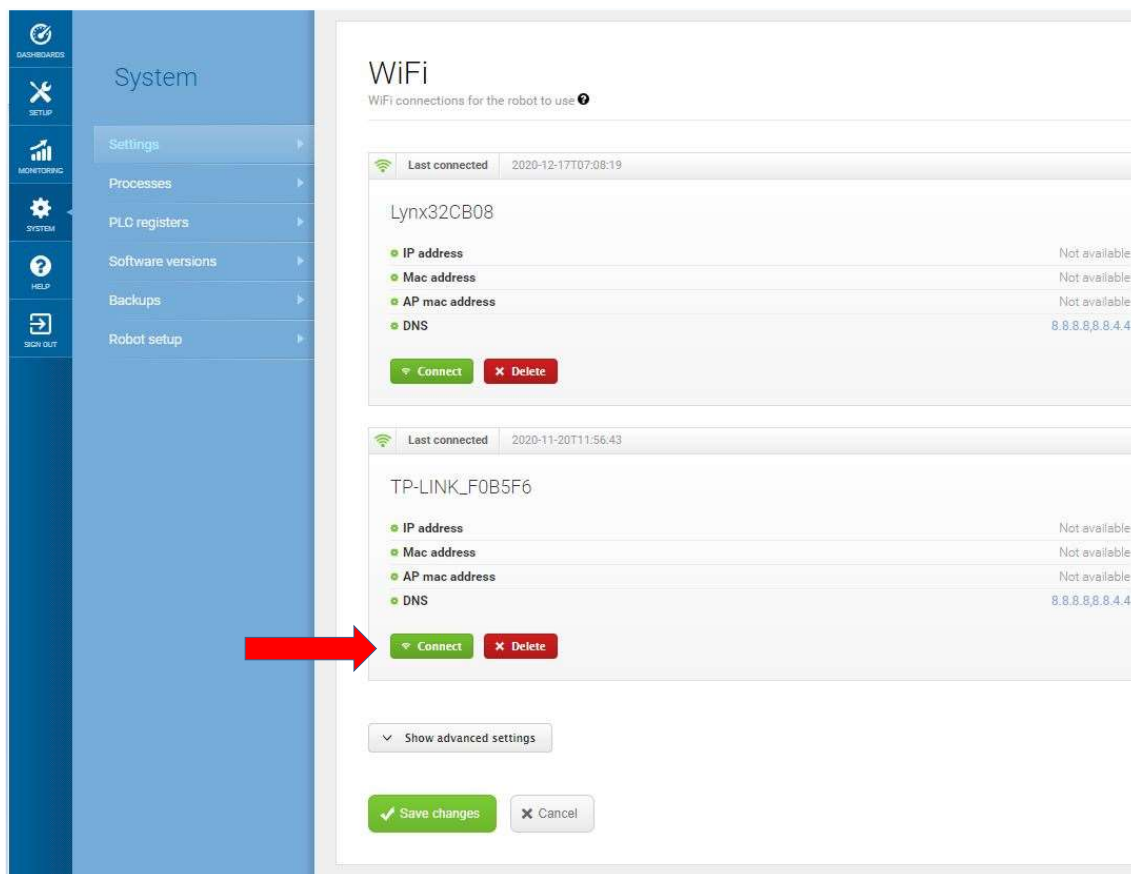 DASHBOARDS
SETUP
MONITORING
SYSTEM
HELP
SIGN OUT
System
Settings
Processes
PLC registers
Software versions
Backups
Robot setup
WiFi
WiFi connections for the robot to use ?
Last connected 2020-12-17T07:08:19
Lynx32CB08
IP address Not available
Mac address Not available
AP mac address Not available
DNS 8.8.8.8,8.8.4.4
Connect Delete
Last connected 2020-11-20T11:56:43
TP-LINK_F0B5F6
IP address Not available
Mac address Not available
AP mac address Not available
DNS 8.8.8.8,8.8.4.4
Connect Delete
Show advanced settings
Save changes Cancel